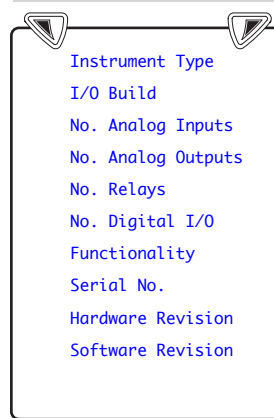 Instrument Type
I/O Build
No. Analog Inputs
No. Analog Outputs
No. Relays
No. Digital I/O
Functionality
Serial No.
Hardware Revision
Software Revision